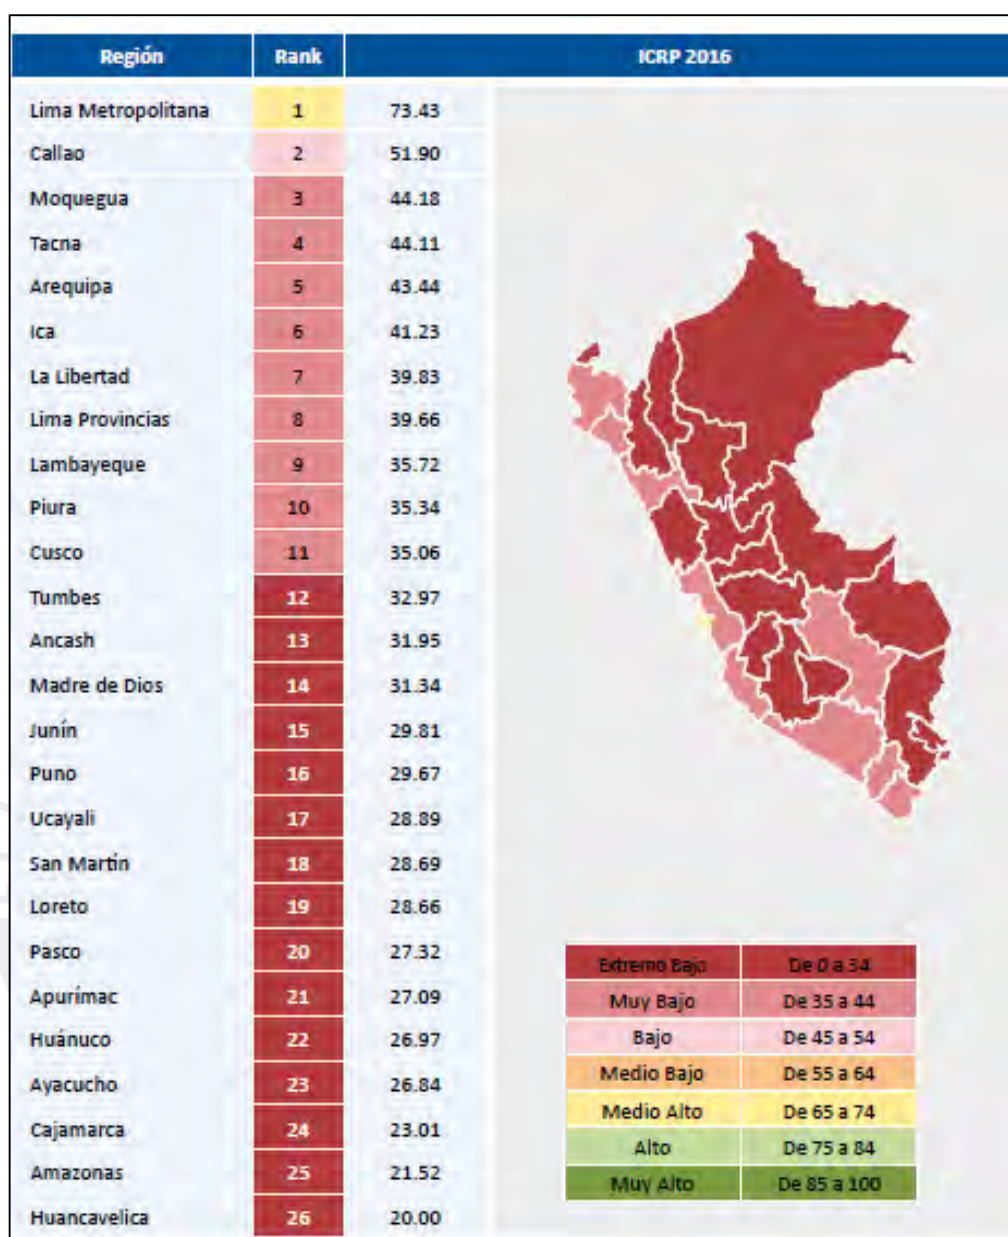 Región Rank ICRP 2016
Lima Metropolitana 1 73.43
Callao 2 51.90
Moquegua 3 44.18
Tacna 4 44.11
Arequipa 5 43.44
Ica 6 41.23
La Libertad 7 39.83
Lima Provincias 8 39.66
Lambayeque 9 35.72
Piura 10 35.34
Cusco 11 35.06
Tumbes 12 32.97
Ancash 13 31.95
Madre de Dios 14 31.34
Junín 15 29.81
Puno 16 29.67
Ucayali 17 28.89
San Martín 18 28.69
Loreto 19 28.66
Pasco 20 27.32
Apurímac 21 27.09
Huánuco 22 26.97
Ayacucho 23 26.84
Cajamarca 24 23.01
Amazonas 25 21.52
Huancavelica 26 20.00
Extremo Bajo De 0 a 34
Muy Bajo De 35 a 44
Bajo De 45 a 54
Medio Bajo De 55 a 64
Medio Alto De 65 a 74
Alto De 75 a 84
Muy Alto De 85 a 100